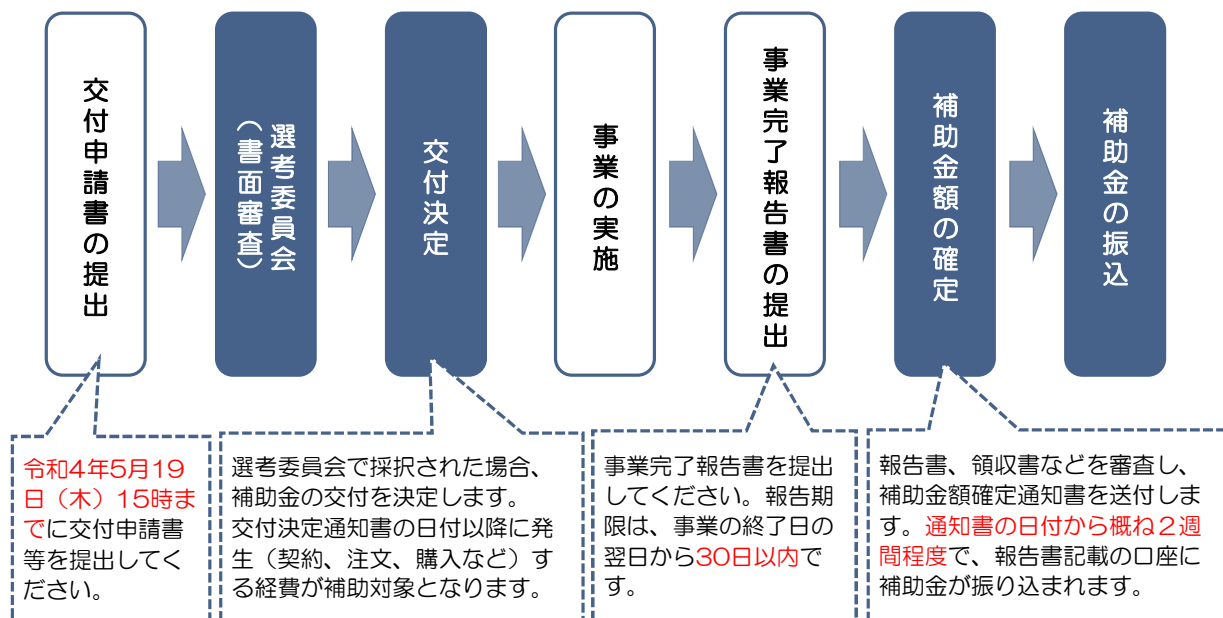 交付申請書の提出
選考委員会
（書面審査）
交付決定
事業の実施
事業完了報告書の提出
補助金額の確定
補助金の振込
令和4年5月19
日（木）15時ま
でに交付申請書
等を提出してく
ださい。
選考委員会で採択された場合、
補助金の交付を決定します。
交付決定通知書の日付以降に発
生（契約、注文、購入など）す
る経費が補助対象となります。
事業完了報告書を提出
してください。報告期
限は、事業の終了日の
翌日から30日以内で
す。
報告書、領収書などを審査し、
補助金額確定通知書を送付しま
す。通知書の日付から概ね２週
間程度で、報告書記載の口座に
補助金が振り込まれます。